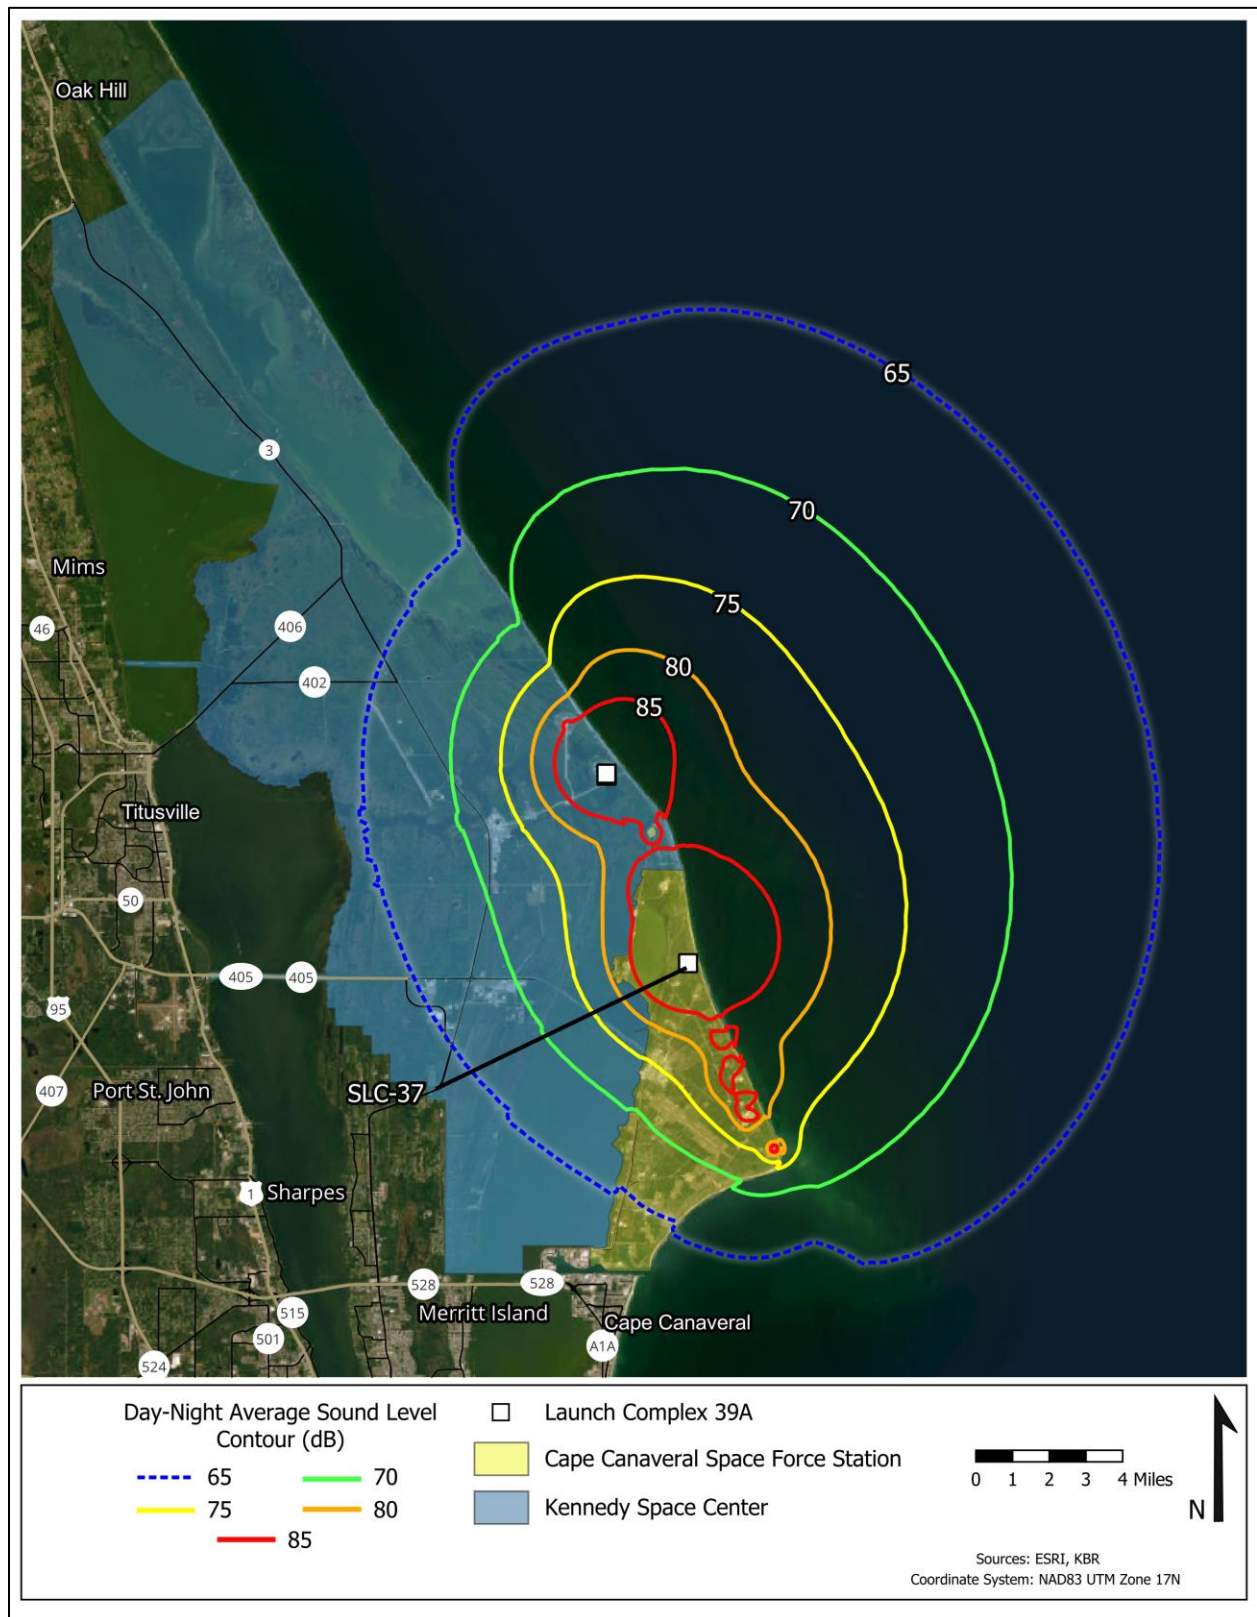 Oak Hill
65
3
70
Mims
75
46
406
80
402
85
Titusville
50
405
405
95
407
Port St. John
SLC-37
1
Sharpes
528
528
515
Merritt Island
Cape Canaveral
501
A1A
524
Day-Night Average Sound Level
Contour (dB)
65
70
75
80
85
Launch Complex 39A
Cape Canaveral Space Force Station
Kennedy Space Center
0 1 2 3 4 Miles
N
Sources: ESRI, KBR
Coordinate System: NAD83 UTM Zone 17N